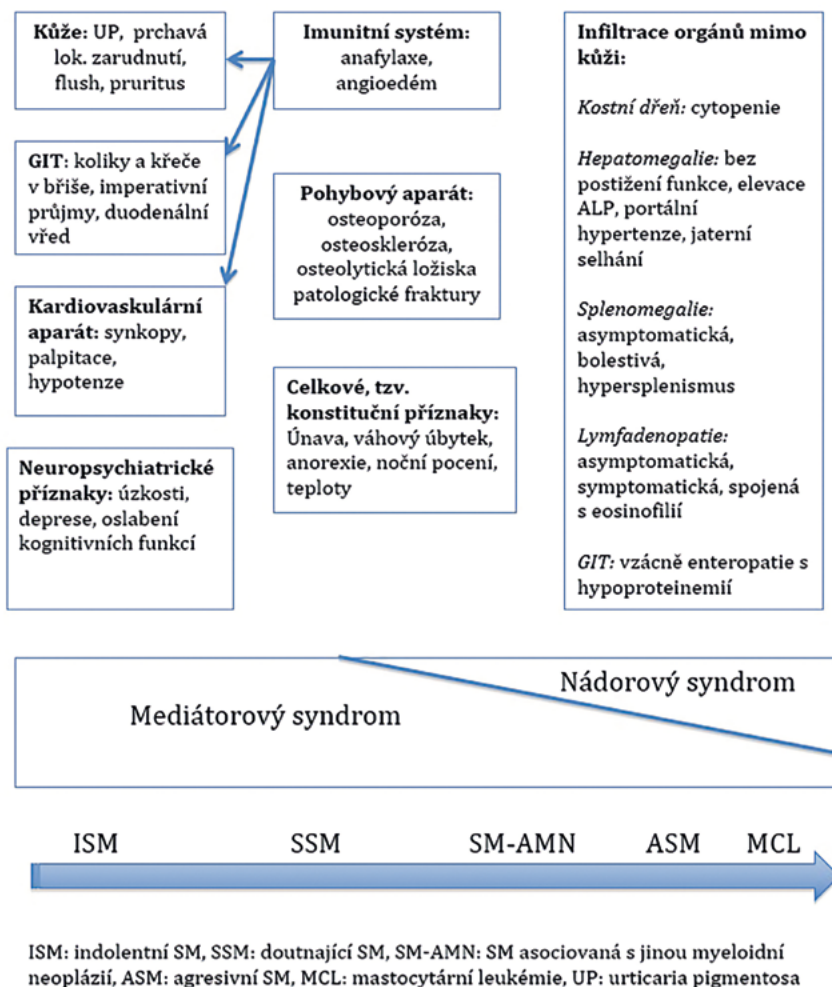 Kůže: UP, prchavá
lok. zarudnutí,
flush, pruritus
Imunitní systém:
anafylaxe,
angioedém
GIT: koliky a křeče
v břiše, imperativní
průjmy, duodenální
vřed
Pohybový aparát:
osteoporóza,
osteoskleróza,
osteolytická ložiska
patologické fraktury
Kardiovaskulární
aparát: synkopy,
palpitace,
hypotenze
Celkové, tzv.
konstituční příznaky:
Únava, váhový úbytek,
anorexie, noční pocení,
teploty
Neuropsychiatrické
příznaky: úzkosti,
deprese, oslabení
kognitivních funkcí
Infiltrace orgánů mimo
kůži:
Kostní dřeň: cytopenie
Hepatomegalie: bez
postižení funkce, elevace
ALP, portální
hypertenze, jaterní
selhání
Splenomegalie:
asymptomatická,
bolestivá,
hypersplenismus
Lymfadenopatie:
asymptomatická,
symptomatická, spojená
s eosinofilií
GIT: vzácně enteropatie s
hypoproteinemií
Mediátorový syndrom
Nádorový syndrom
ISM SSM SM-AMN ASM MCL
ISM: indolentní SM, SSM: doutnající SM, SM-AMN: SM asociovaná s jinou myeloidní
neoplázií, ASM: agresivní SM, MCL: mastocytární leukémie, UP: urticaria pigmentosa